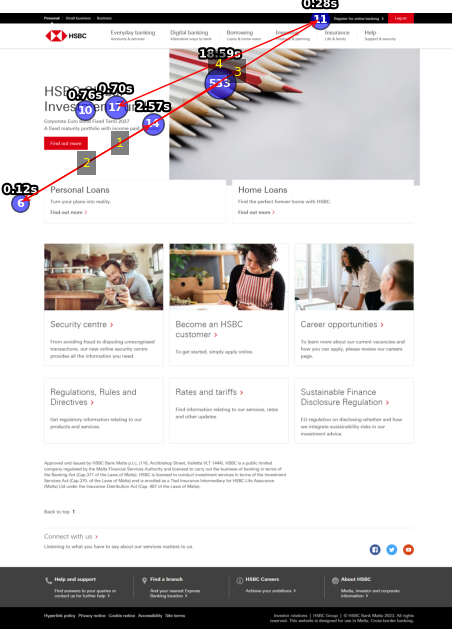 0.28s
11
Personal Small business Business
Register for online banking Log on
HSBC
Everyday banking
Accounts & services
Digital banking
Alternative ways to bank
Borrowing
Loans & home loans
Insurance
Life & family
Help
Support & security
18.59s
4
3
533
HSBC
Corporate Euro Bond Fixed Term 2027
A fixed maturity portfolio with income paid
0.76s
10
0.70s
17
2.57s
14
Find out more
1
2
0.12s
6
Personal Loans
Turn your plans into reality.
Find out more
Home Loans
Find the perfect forever home with HSBC
Find out more
Security centre
From avoiding fraud to disputing unrecognised
transactions, our new online security centre
provides all the information you need.
Become an HSBC
customer
To get started, simply apply online.
Career opportunities
To learn more about our current vacancies and
how you can apply, please review our careers
page.
Regulations, Rules and
Directives
Get regulatory information relating to our
products and services.
Rates and tariffs
Find information relating to our services, rates
and other updates.
Sustainable Finance
Disclosure Regulation
EU regulation on disclosing whether and how
we integrate sustainability risks in our
investment advice.
Approved and issued by HSBC Bank Malta p.l.c. (116, Archbishop Street, Valletta VLT 1444). HSBC is a public limited
company regulated by the Malta Financial Services Authority and licensed to carry out the business of banking in terms of
the Banking Act (Cap.371 of the Laws of Malta). HSBC is licensed to conduct investment services in terms of the Investment
Services Act (Cap.370. of the Laws of Malta) and is enrolled as a Tied Insurance Intermediary for HSBC Life Assurance
(Malta) Ltd under the Insurance Distribution Act (Cap. 487 of the Laws of Malta).
Back to top
Connect with us
Listening to what you have to say about our services matters to us.
Help and support
Find answers to your queries or
contact us for further help
Find a branch
And your nearest Express
Banking location
HSBC Careers
Achieve your ambitions
About HSBC
Media, investor and corporate
information
Hyperlink policy Privacy notice Cookie notice Accessibility Site terms
Investor relations | HSBC Group | © HSBC Bank Malta 2023. All rights
reserved. This website is designed for use in Malta. Cross-border banking.